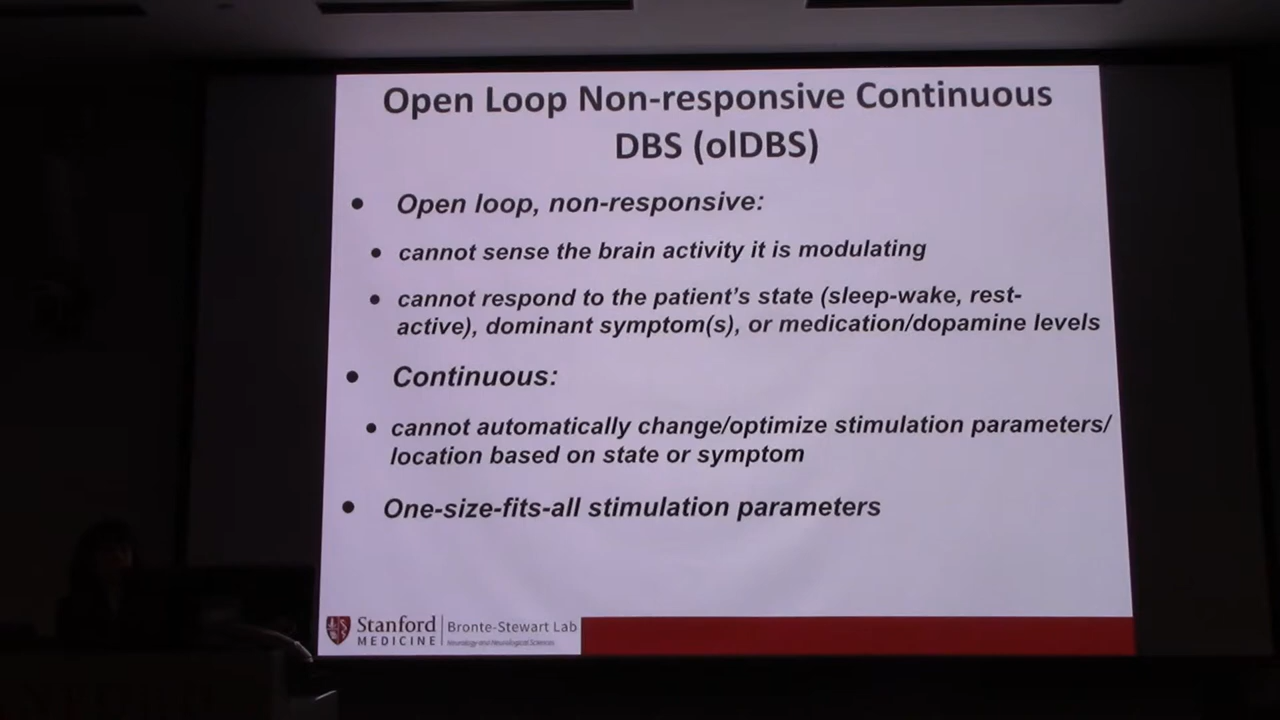 Open Loop Non-responsive Continuous
DBS (olDBS)
• Open loop, non-responsive:
• cannot sense the brain activity it is modulating
• cannot respond to the patient's state (sleep-wake, rest-
active), dominant symptom(s), or medication/dopamine levels
• Continuous:
• cannot automatically change/optimize stimulation parameters/
location based on state or symptom
• One-size-fits-all stimulation parameters
Stanford
MEDICINE
Bronte-Stewart Lab
Neurology and Neurological Sciences